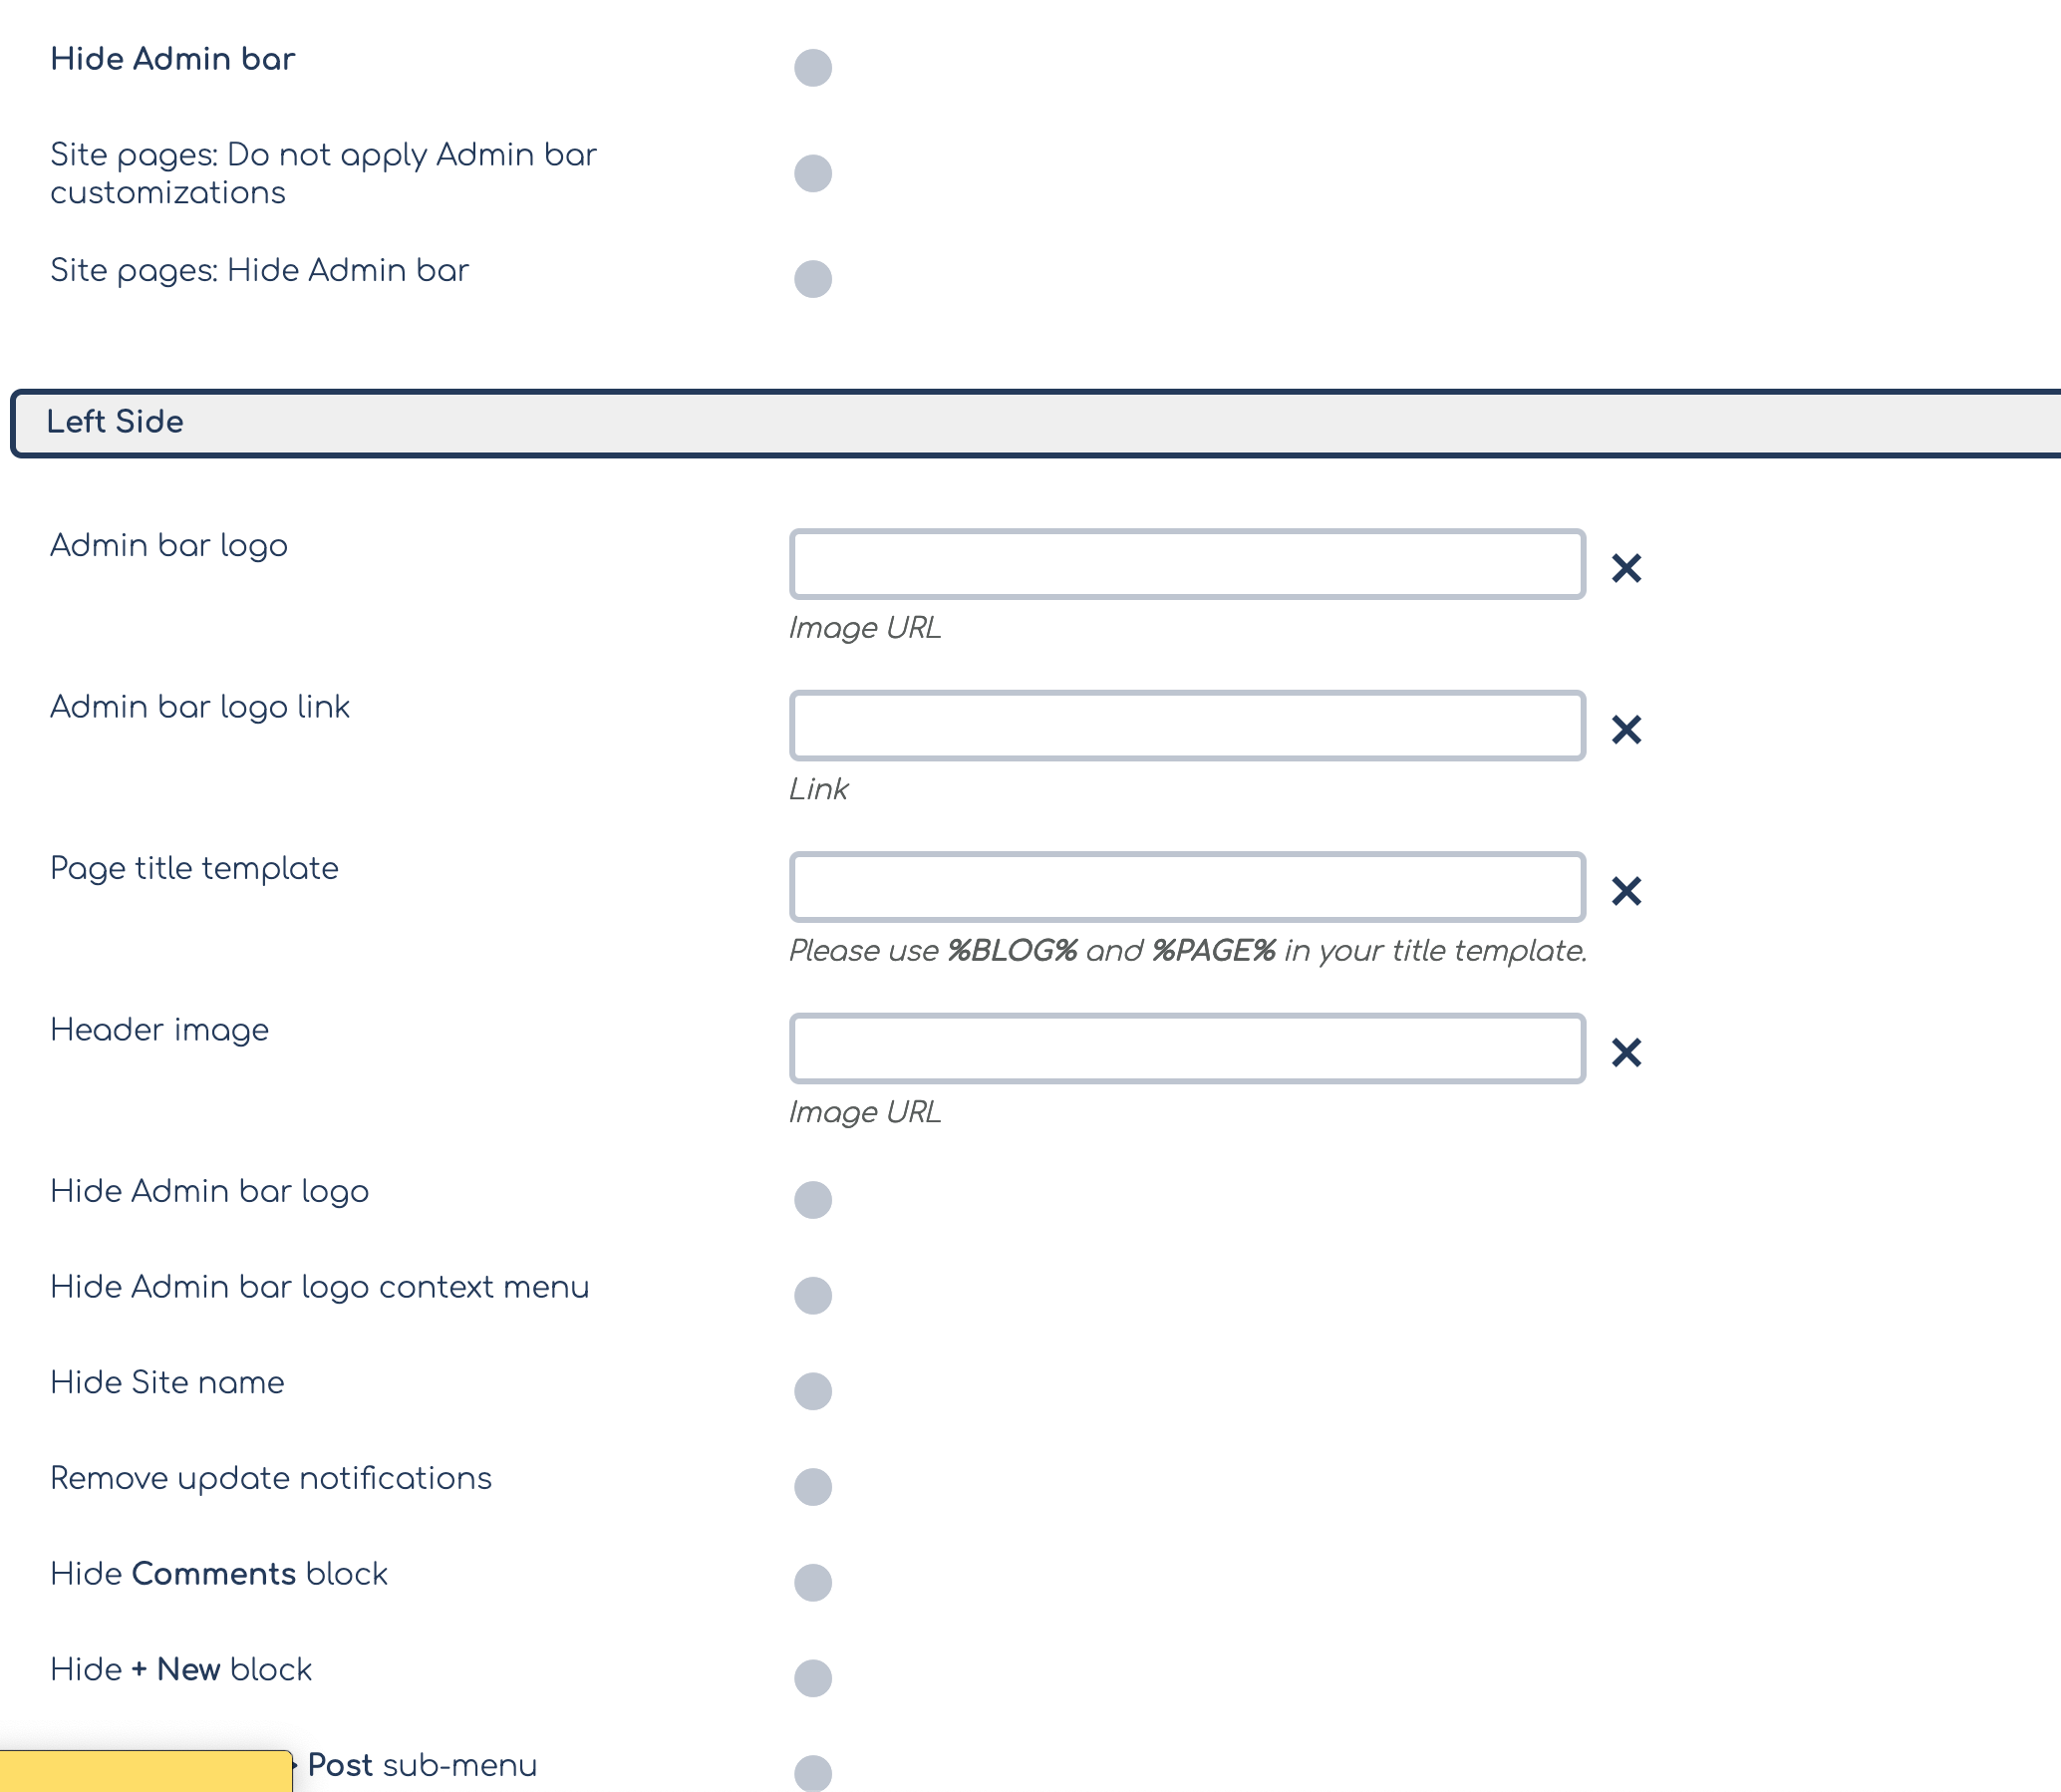 Hide Admin bar
Site pages: Do not apply Admin bar
customizations
Site pages: Hide Admin bar
Left Side
Admin bar logo
Image URL
Admin bar logo link
Link
Page title template
Please use %BLOG% and %PAGE% in your title template.
Header image
Image URL
Hide Admin bar logo
Hide Admin bar logo context menu
Hide Site name
Remove update notifications
Hide Comments block
Hide + New block
Post sub-menu